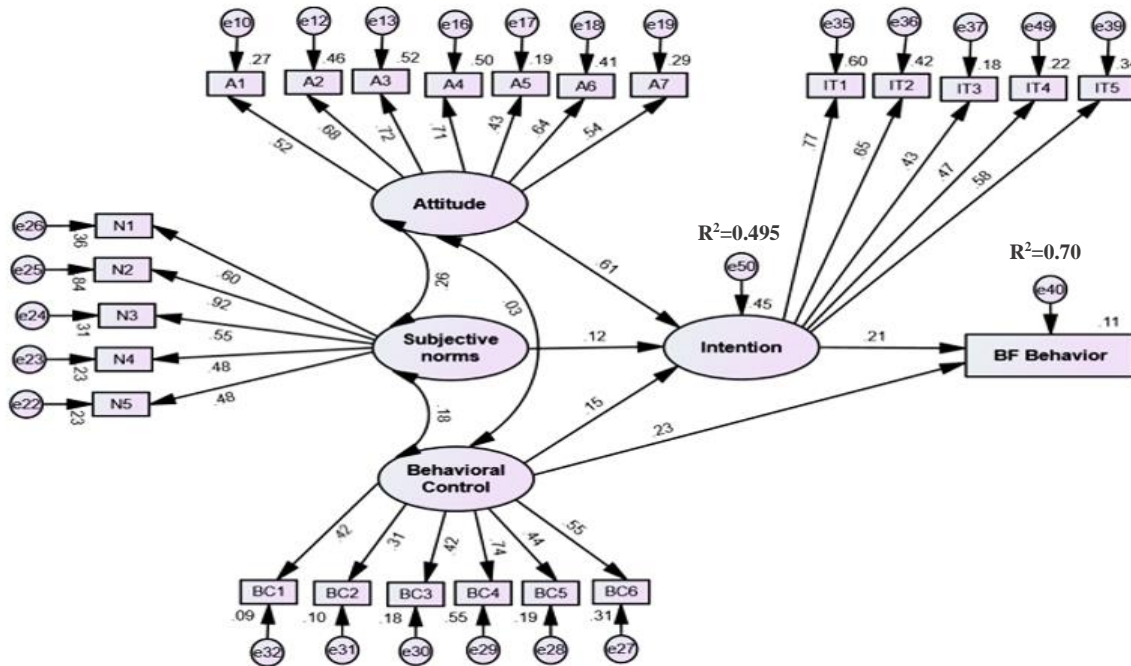 e10 e12 e13 e16 e17 e18 e19
.27 .46 .52 .50 .19 .41 .29
A1 A2 A3 A4 A5 A6 A7
.52 .68 .72 .71 .43 .64 .54
Attitude
e35 e36 e37 e49 e39
.60 .42 .18 .22 .34
IT1 IT2 IT3 IT4 IT5
.77 .65 .43 .47 .58
e26 N1
.36
e25 N2
.84
e24 N3
.31
e23 N4
.23
e22 N5
.23
.60
.92
.55
.48
.48
Subjective
norms
.03
.18
.61
.12
.15
R²=0.495
e50
.45
Intention
.21
.23
R²=0.70
e40
.11
BF Behavior
Behavioral
Control
.42 .31 .42 .74 .44 .55
BC1 BC2 BC3 BC4 BC5 BC6
.09 .10 .18 .55 .19 .31
e32 e31 e30 e29 e28 e27